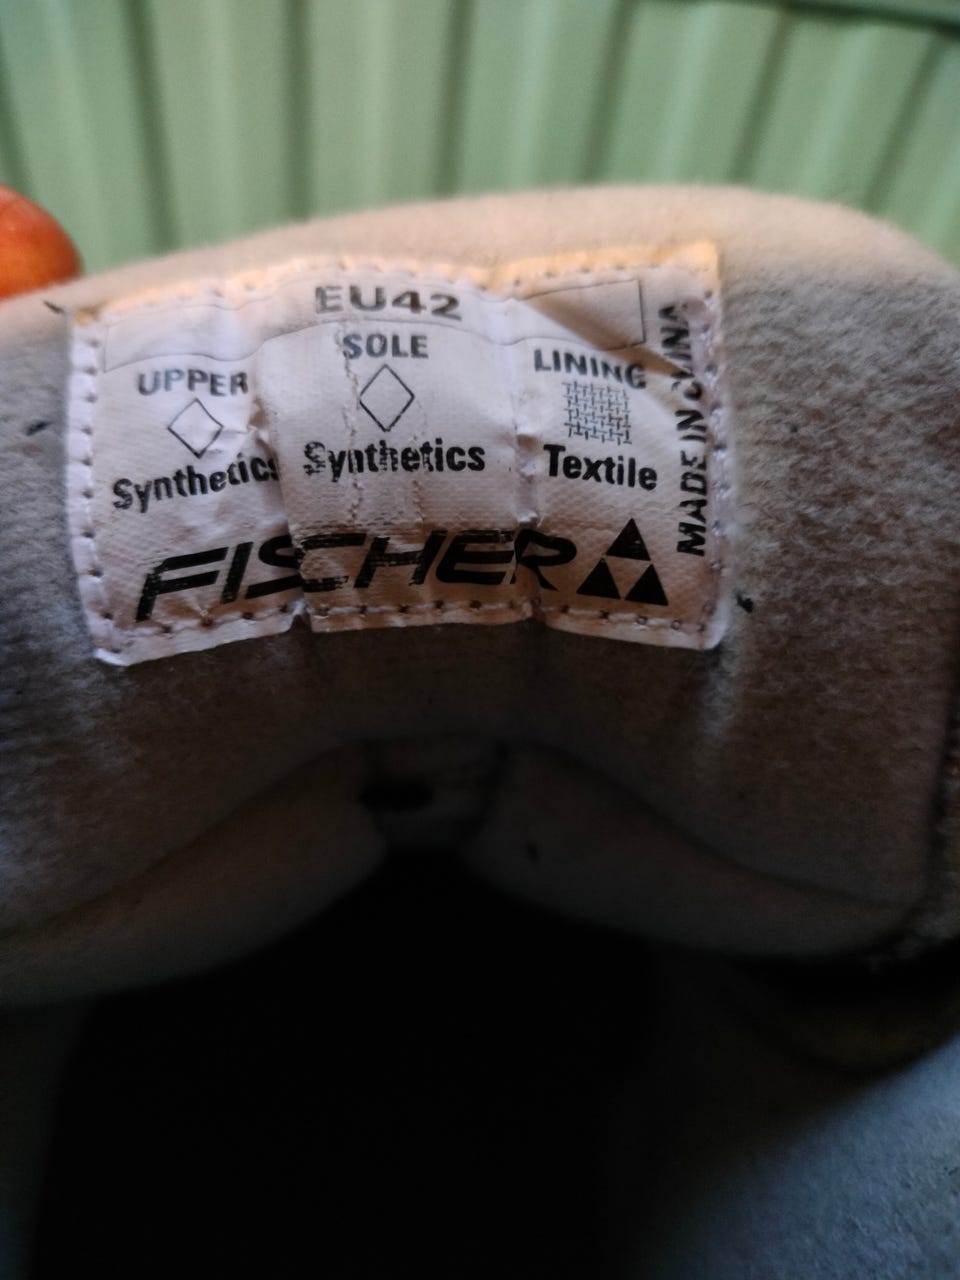 EU42
UPPER
Synthetics
SOLE
Synthetics
LINING
Textile
FISCHER
MADE IN CHINA